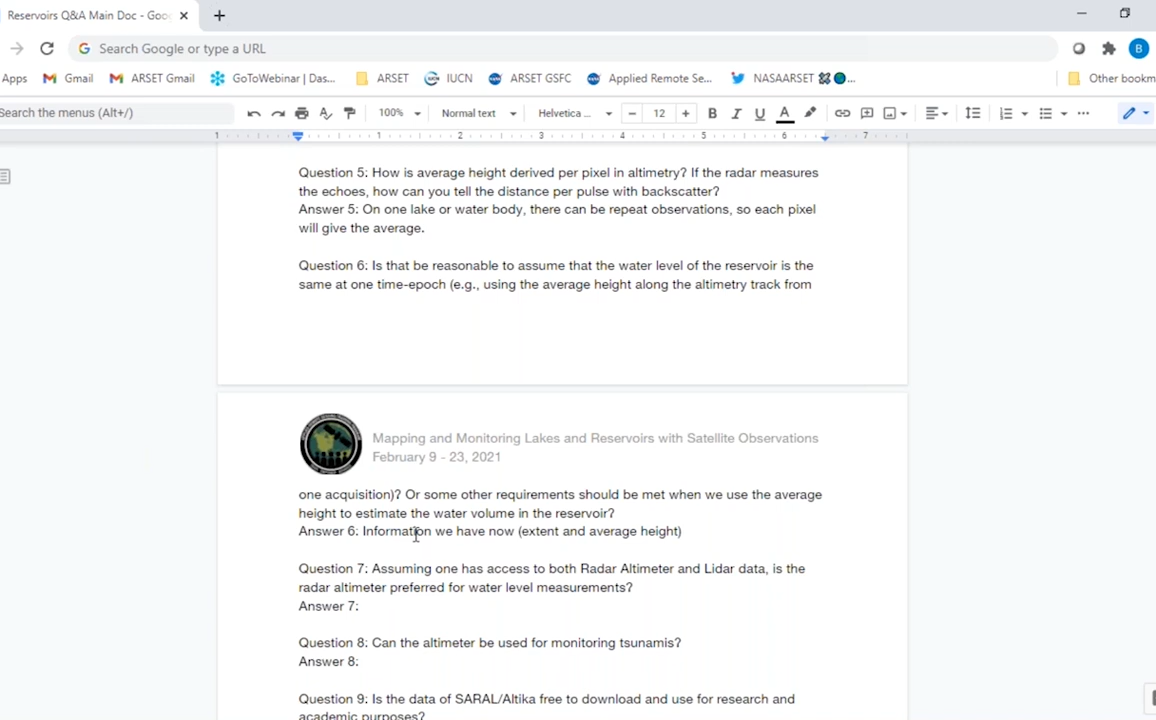 Reservoirs Q&A Main Doc - Goo
Search Google or type a URL
B
Apps
Gmail
ARSET Gmail
GoToWebinar | Das...
ARSET
IUCN
ARSET GSFC
Applied Remote Se...
NASAARSET
Other bookm
Search the menus (Alt+/)
100%
Normal text
Helvetica ...
12
B I U A
1 1 2 3 4 5 6 7
Question 5: How is average height derived per pixel in altimetry? If the radar measures
the echoes, how can you tell the distance per pulse with backscatter?
Answer 5: On one lake or water body, there can be repeat observations, so each pixel
will give the average.
Question 6: Is that be reasonable to assume that the water level of the reservoir is the
same at one time-epoch (e.g., using the average height along the altimetry track from
Mapping and Monitoring Lakes and Reservoirs with Satellite Observations
February 9 - 23, 2021
one acquisition)? Or some other requirements should be met when we use the average
height to estimate the water volume in the reservoir?
Answer 6: Information we have now (extent and average height)
Question 7: Assuming one has access to both Radar Altimeter and Lidar data, is the
radar altimeter preferred for water level measurements?
Answer 7:
Question 8: Can the altimeter be used for monitoring tsunamis?
Answer 8:
Question 9: Is the data of SARAL/Altika free to download and use for research and
academic purposes?